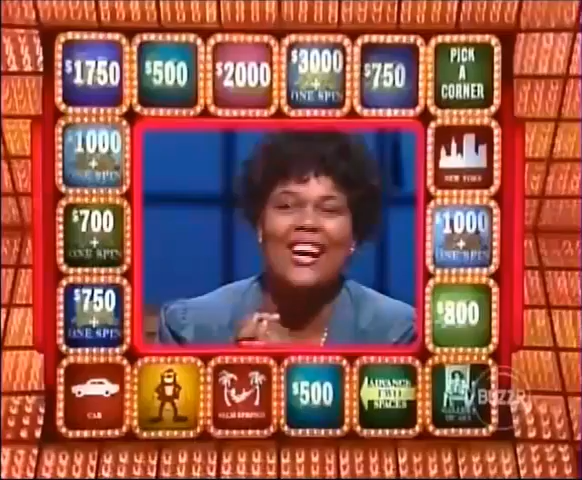 $1750
$500
$2000
$3000
+
ONE SPIN
$750
PICK
A
CORNER
$1000
+
ONE SPIN
NEW YORK
$700
+
ONE SPIN
$1000
+
ONE SPIN
$750
+
ONE SPIN
$800
CAR
PALM SPRINGS
$500
ADVANCE
TWO
SPACES
BUZZR